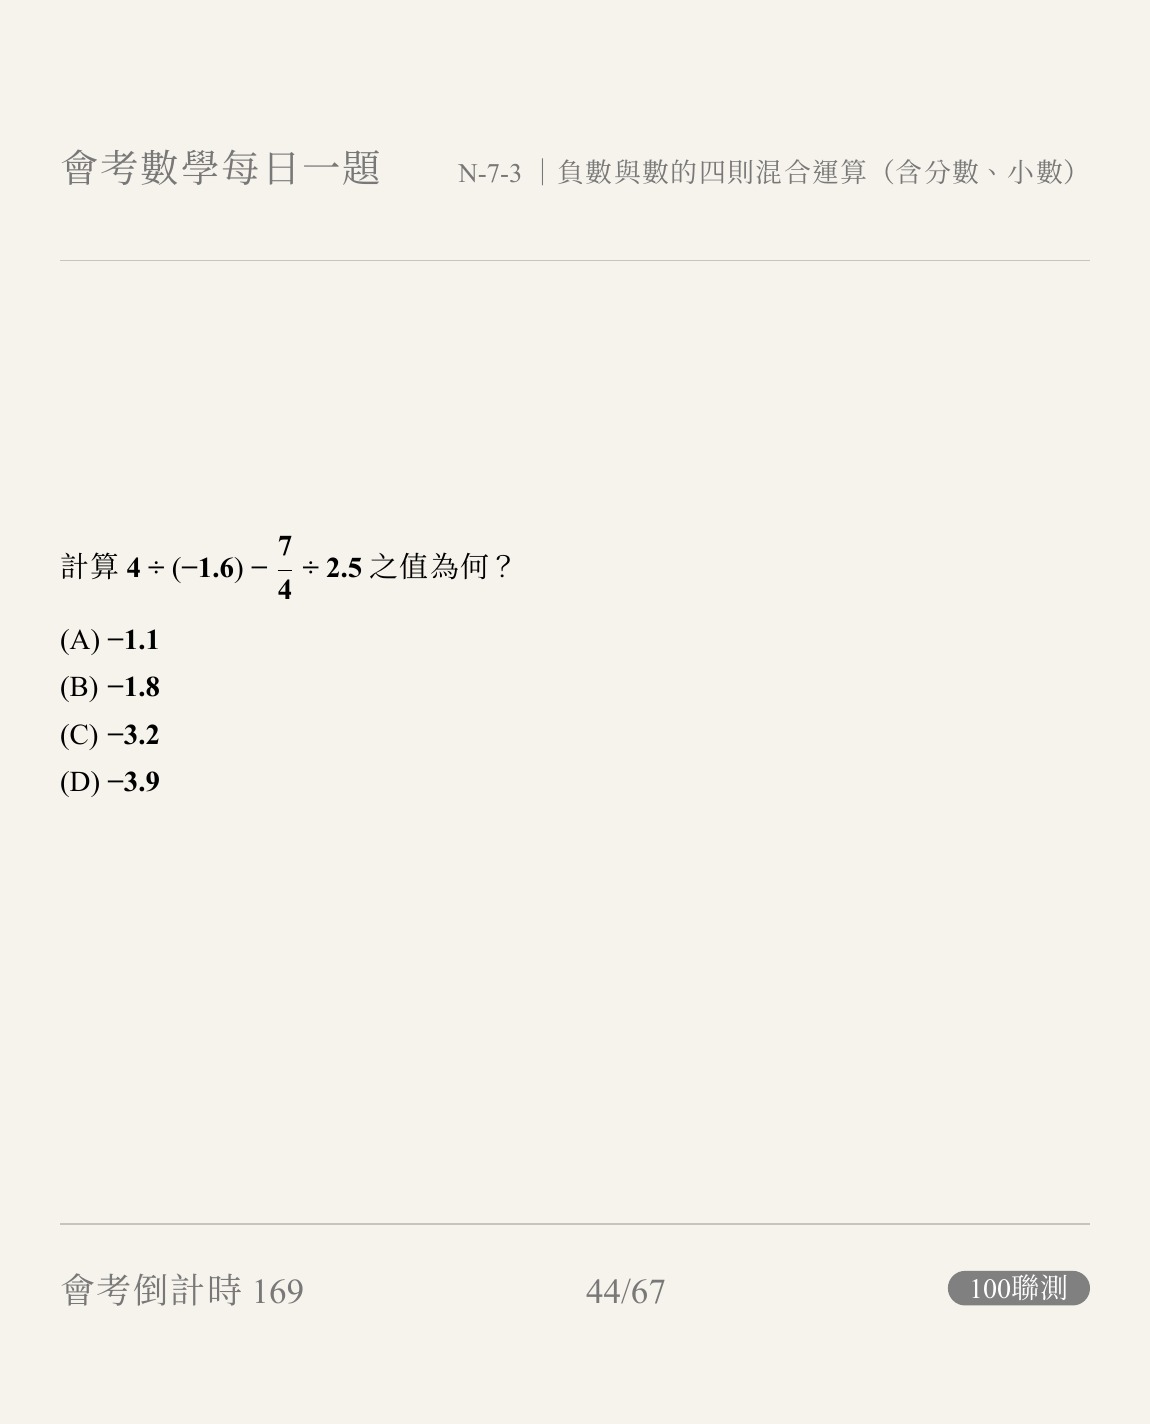 會考數學每日一題
N-7-3｜負數與數的四則混合運算（含分數、小數）
計算 4 ÷ (−1.6) − 7/4 ÷ 2.5 之值為何？
(A) −1.1
(B) −1.8
(C) −3.2
(D) −3.9
會考倒計時 169
44/67
100聯測